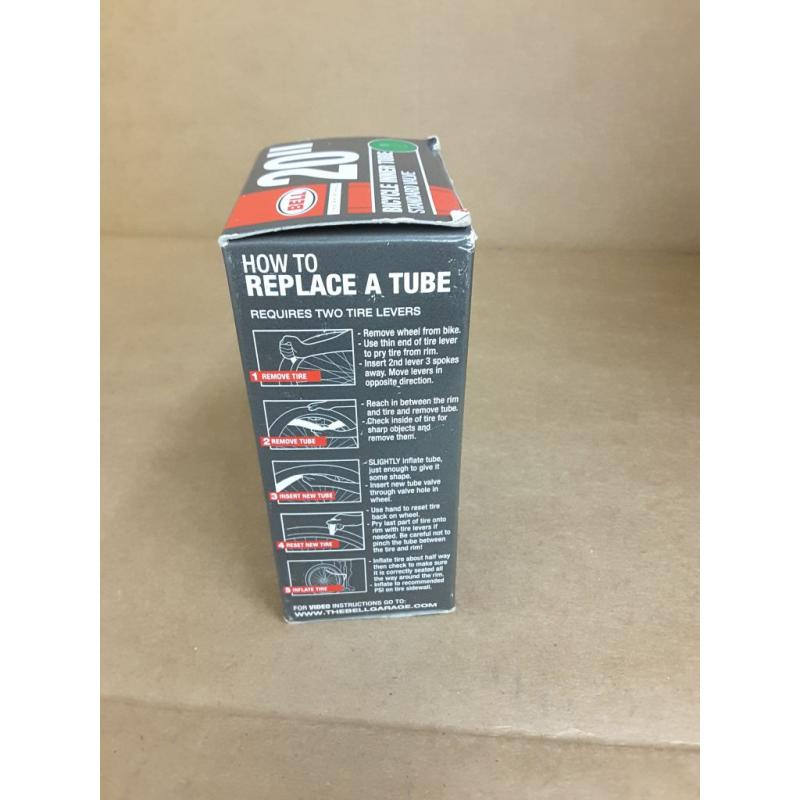 20"
BELL
BICYCLE INNER TUBE
STANDARD VALVE
HOW TO
REPLACE A TUBE
REQUIRES TWO TIRE LEVERS
1 REMOVE TIRE
- Remove wheel from bike.
- Use thin end of tire lever
to pry tire from rim.
- Insert 2nd lever 3 spokes
away. Move levers in
opposite direction.
2 REMOVE TUBE
- Reach in between the rim
and tire and remove tube.
- Check inside of tire for
sharp objects and
remove them.
3 INSERT NEW TUBE
- SLIGHTLY inflate tube,
just enough to give it
some shape.
- Insert new tube valve
through valve hole in
wheel.
4 RESET NEW TIRE
- Use hand to reset tire
back on wheel.
- Pry last part of tire onto
rim with tire levers if
needed. Be careful not to
pinch the tube between
the tire and rim!
5 INFLATE TIRE
- Inflate tire about half way
then check to make sure
it is correctly seated all
the way around the rim.
- Inflate to recommended
PSI on tire sidewall.
FOR VIDEO INSTRUCTIONS GO TO:
WWW.THEBELLGARAGE.COM